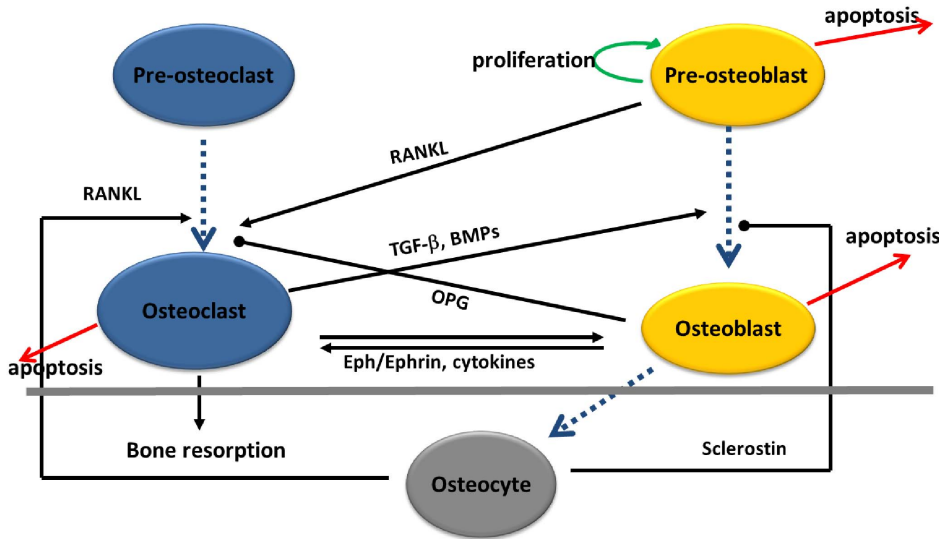 apoptosis
proliferation
Pre-osteoclast
Pre-osteoblast
RANKL
RANKL
TGF-β, BMPs
apoptosis
OPG
Osteoclast
Osteoblast
Eph/Ephrin, cytokines
apoptosis
Bone resorption
Sclerostin
Osteocyte